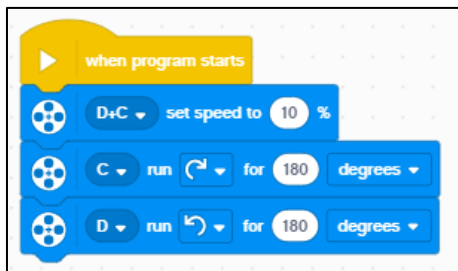 when program starts
D+C set speed to 10 %
C run for 180 degrees
D run for 180 degrees